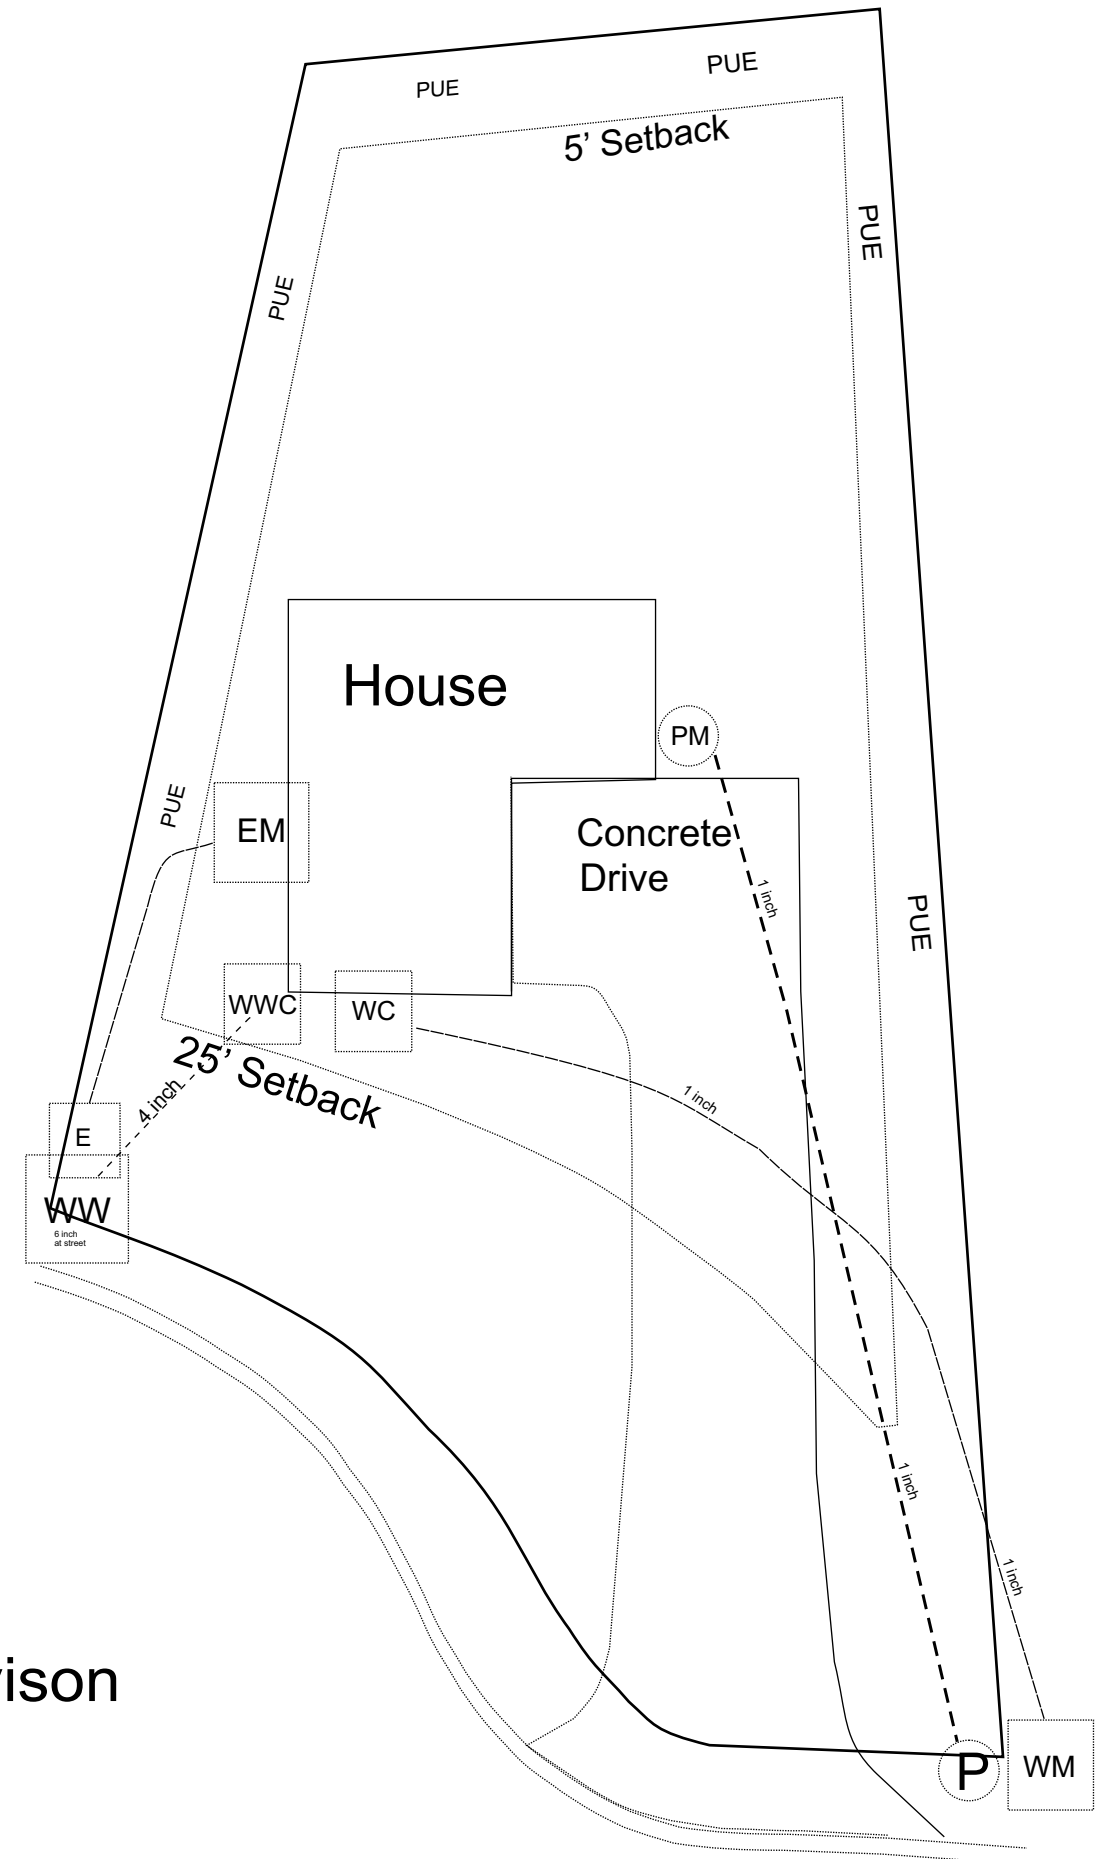 PUE
PUE
5’ Setback
PUE
PUE
House
PM
PUE
EM
Concrete
Drive
1 inch
PUE
WWC
WC
25’ Setback
4 inch
1 inch
E
WW
6 inch
at street
1 inch
1 inch
ison
P
WM